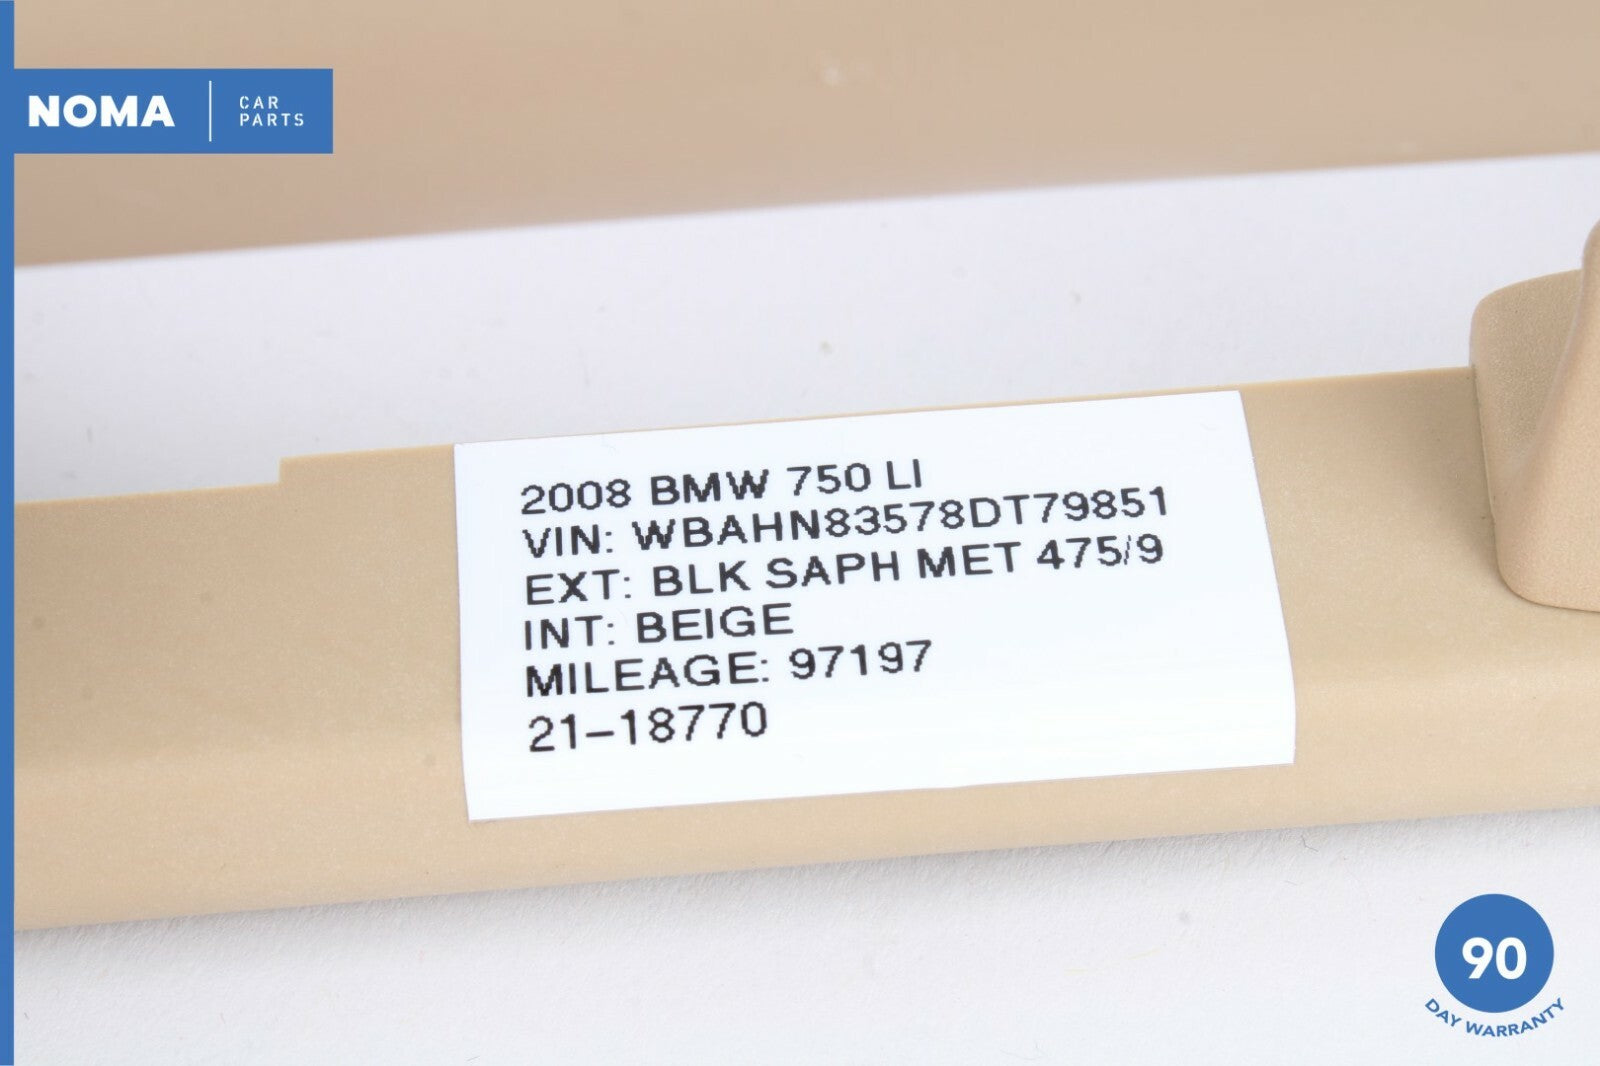 NOMA
CAR
PARTS
2008 BMW 750 LI
VIN: WBAHN83578DT79851
EXT: BLK SAPH MET 475/9
INT: BEIGE
MILEAGE: 97197
21-18770
90
DAY WARRANTY